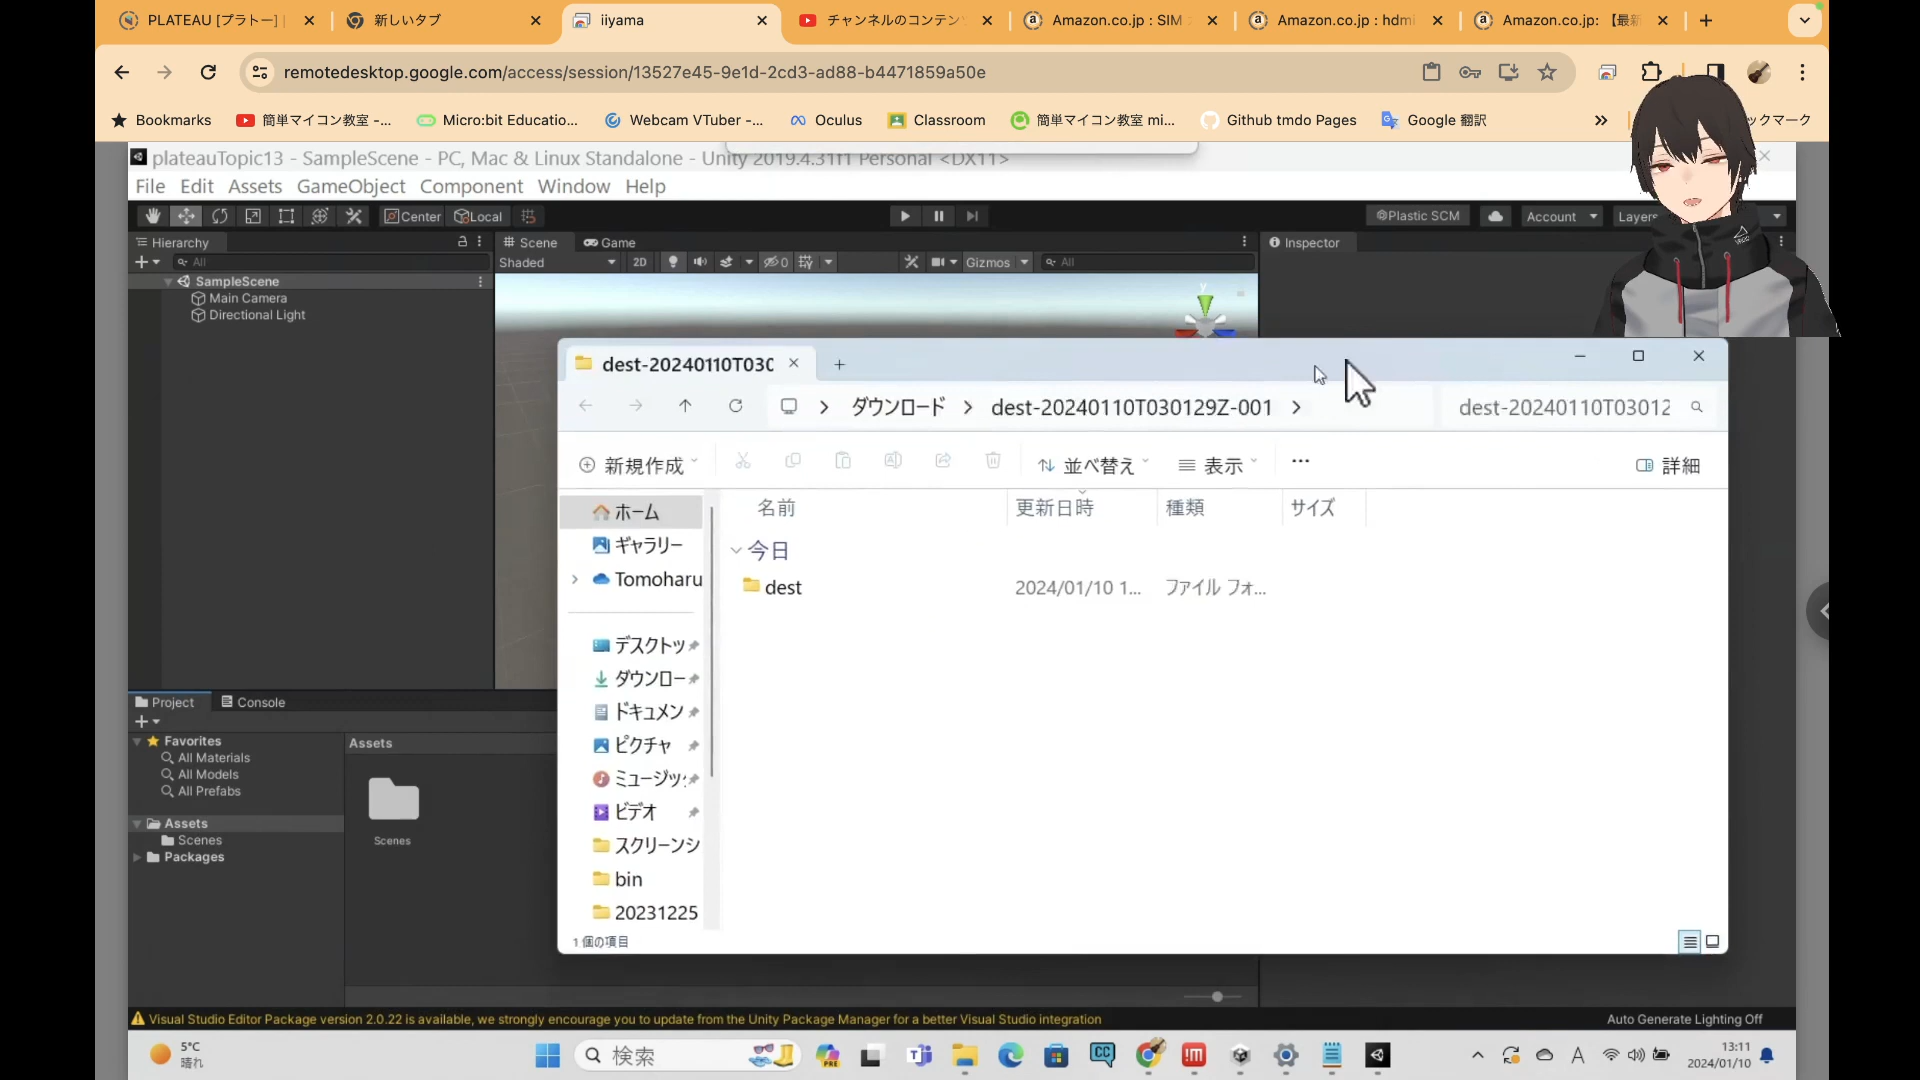 PLATEAU [プラトー] |
新しいタブ
iiyama
チャンネルのコンテン
Amazon.co.jp : SIM
Amazon.co.jp : hdmi
Amazon.co.jp: 【最新
remotedesktop.google.com/access/session/13527e45-9e1d-2cd3-ad88-b4471859a50e
Bookmarks
簡単マイコン教室 -...
Micro:bit Educatio...
Webcam VTuber -...
Oculus
Classroom
簡単マイコン教室 mi...
Github tmdo Pages
Google 翻訳
ックマーク
plateauTopic13 - SampleScene - PC, Mac & Linux Standalone - Unity 2019.4.31f1 Personal <DX11>
File Edit Assets GameObject Component Window Help
Center
Local
Plastic SCM
Account
Layers
Hierarchy
Scene
Game
Inspector
All
Shaded
2D
0
Gizmos
All
SampleScene
Main Camera
Directional Light
y
dest-20240110T030
ダウンロード
dest-20240110T030129Z-001
dest-20240110T03012
新規作成
並べ替え
表示
詳細
名前
更新日時
種類
サイズ
ホーム
ギャラリー
Tomoharu
今日
dest
2024/01/10 1...
ファイル フォ...
デスクトッ
ダウンロー
ドキュメン
ピクチャ
ミュージッ
ビデオ
スクリーンシ
bin
20231225
1 個の項目
Project
Console
Favorites
All Materials
All Models
All Prefabs
Assets
Scenes
Packages
Assets
Scenes
Visual Studio Editor Package version 2.0.22 is available, we strongly encourage you to update from the Unity Package Manager for a better Visual Studio integration
Auto Generate Lighting Off
5°C
晴れ
検索
PRE
CC
A
13:11
2024/01/10